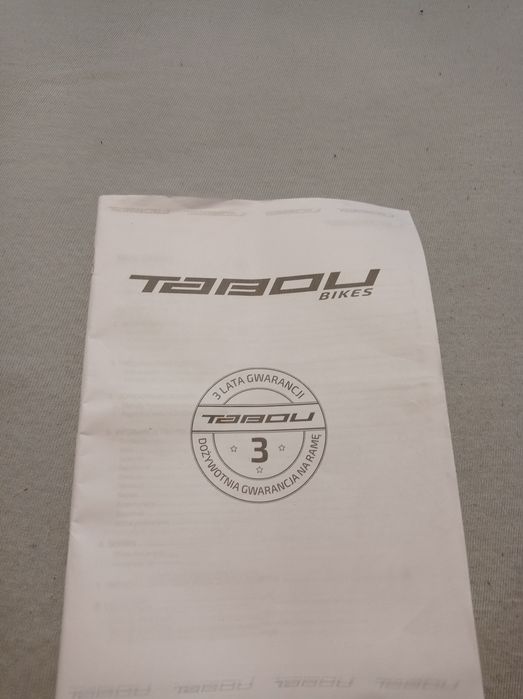 TABOU
BIKES
3 LATA GWARANCJI
TABOU
3
DOŻYWOTNIA GWARANCJA NA RAMĘ